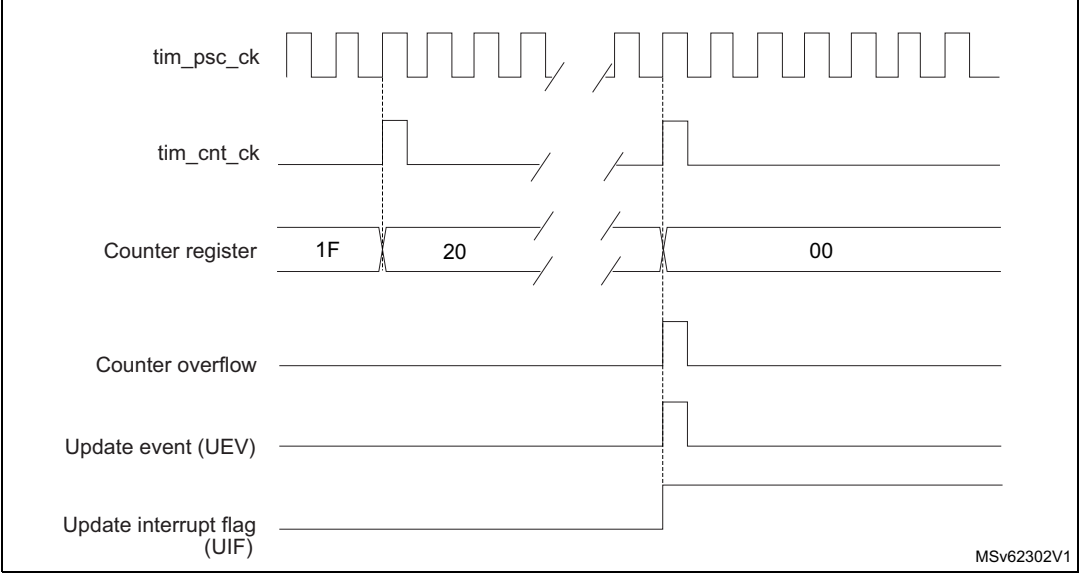 tim_psc_ck
tim_cnt_ck
Counter register
1F
20
00
Counter overflow
Update event (UEV)
Update interrupt flag
(UIF)
MSv62302V1